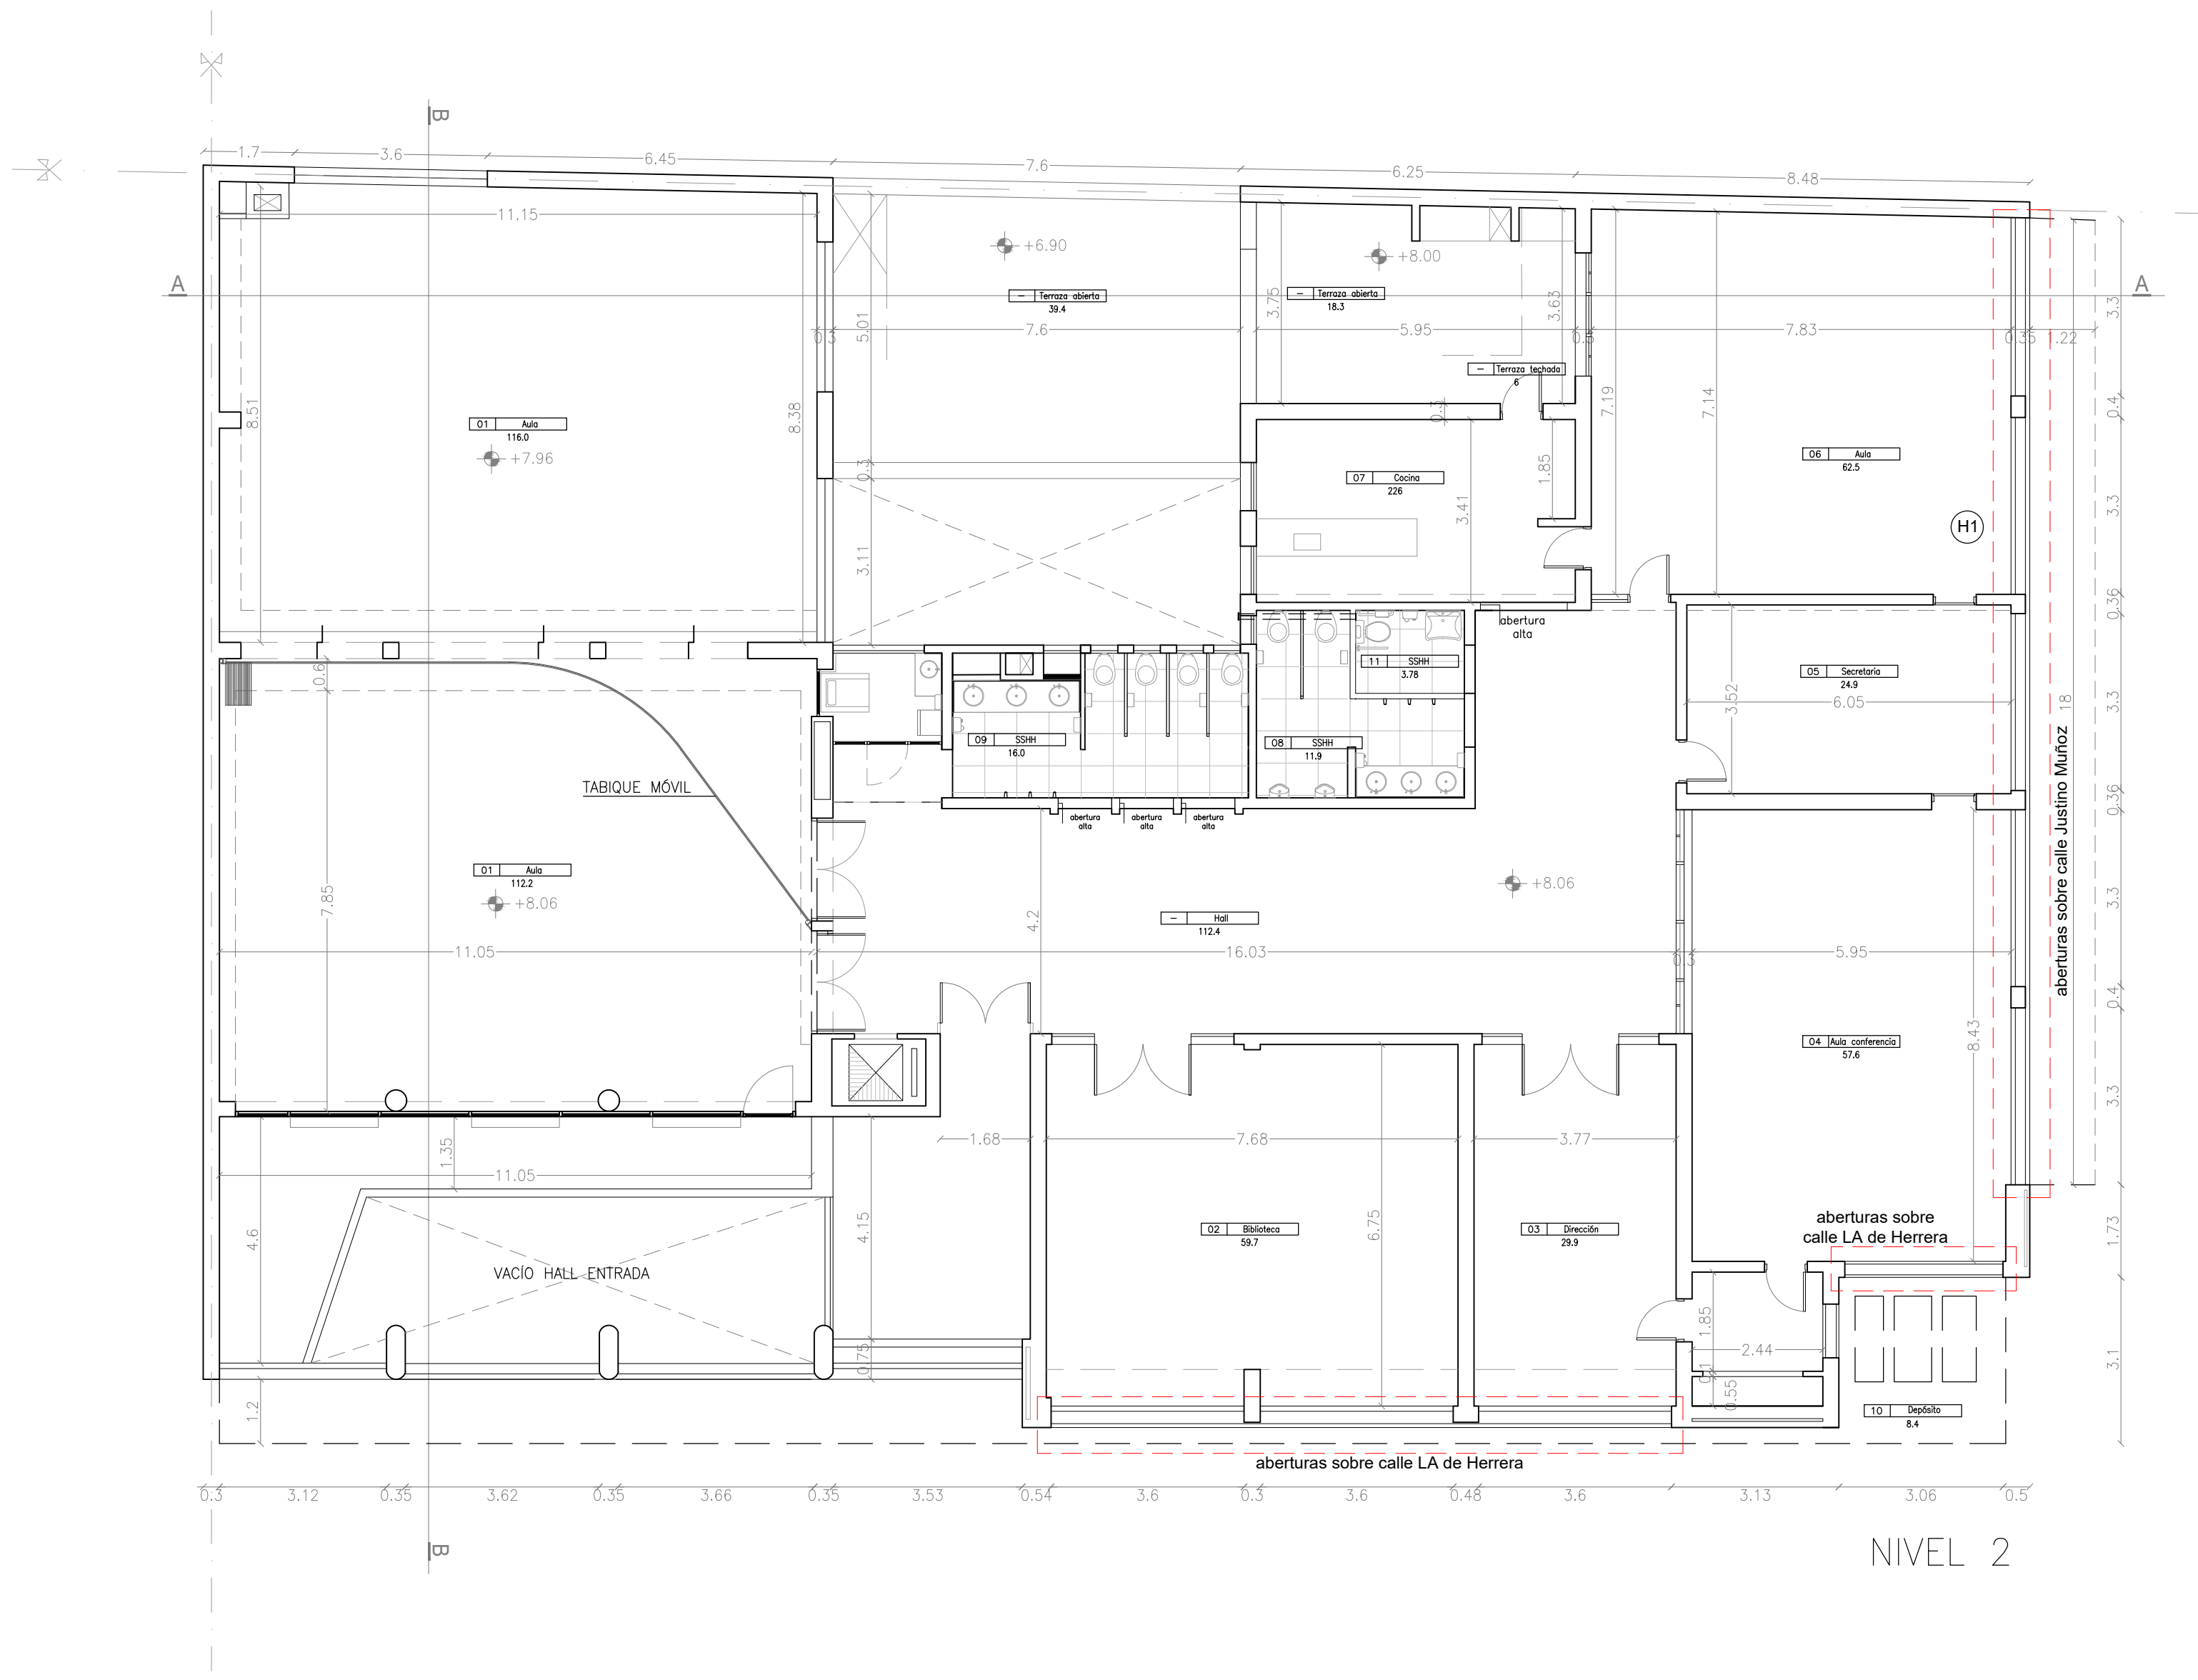 B
1.7
3.6
6.45
7.6
6.25
8.48
11.15
+6.90
+8.00
A
A
— Terraza abierta
39.4
— Terraza abierta
18.3
3.3
3.75
3.63
5.01
0.3
7.6
5.95
0.3
7.83
0.35
1.22
— Terraza techada
6
8.51
8.38
7.19
7.14
0.4
0.3
01 Aula
116.0
+7.96
06 Aula
62.5
07 Cocina
226
1.85
3.41
0.3
3.11
3.3
H1
0.36
abertura
alta
0.6
11 SSHH
3.78
05 Secretaría
24.9
3.52
6.05
3.3
18
09 SSHH
16.0
08 SSHH
11.9
TABIQUE MÓVIL
0.36
abertura
alta
abertura
alta
abertura
alta
aberturas sobre calle Justino Muñoz
01 Aula
112.2
+8.06
7.85
+8.06
3.3
4.2
— Hall
112.4
11.05
16.03
0.3
5.95
0.4
8.43
04 Aula conferencia
57.6
3.3
1.35
1.68
7.68
3.77
11.05
4.6
4.15
6.75
02 Biblioteca
59.7
03 Dirección
29.9
aberturas sobre
calle LA de Herrera
1.73
VACÍO HALL ENTRADA
1.85
2.44
0.1
0.55
0.75
3.1
1.2
10 Depósito
8.4
aberturas sobre calle LA de Herrera
0.3
3.12
0.35
3.62
0.35
3.66
0.35
3.53
0.54
3.6
0.3
3.6
0.48
3.6
3.13
3.06
0.5
B
NIVEL 2